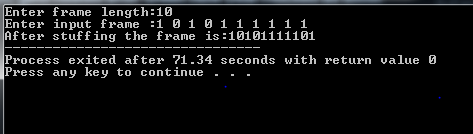 Enter frame length:10
Enter input frame :1 0 1 0 1 1 1 1 1 1
After stuffing the frame is:10101111101
--------------------------------
Process exited after 71.34 seconds with return value 0
Press any key to continue . . .